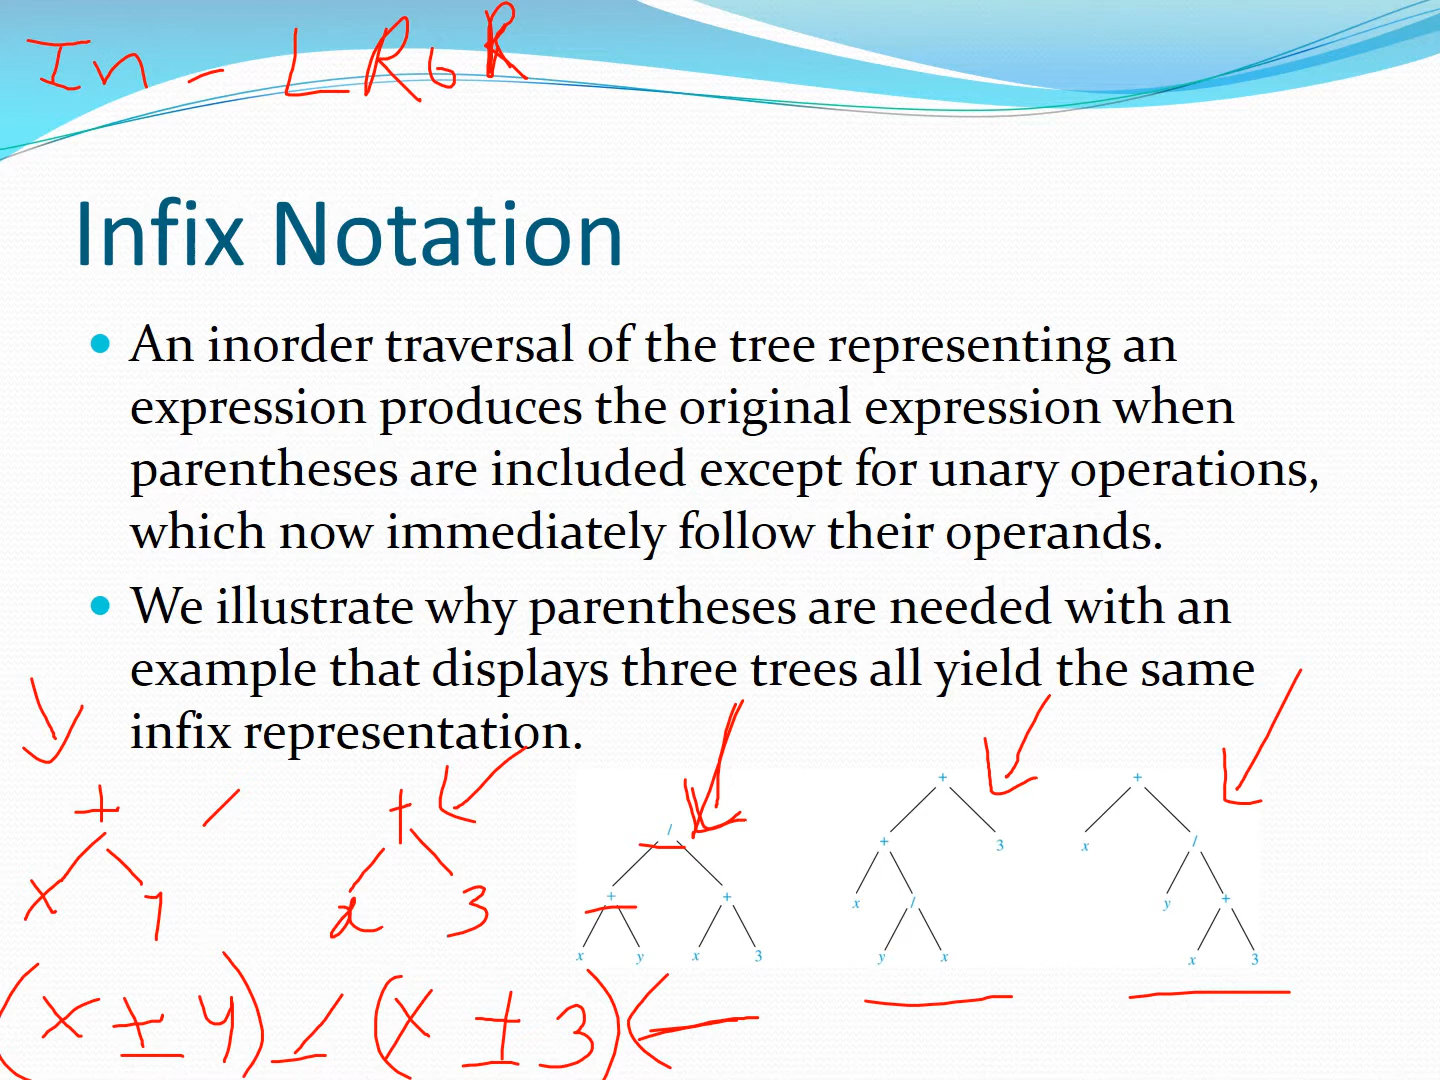 In - L Ro R
Infix Notation
• An inorder traversal of the tree representing an
expression produces the original expression when
parentheses are included except for unary operations,
which now immediately follow their operands.
• We illustrate why parentheses are needed with an
example that displays three trees all yield the same
infix representation.
+ / +
x y x 3
/
+ +
x y x 3
+
+ 3
x /
y x
+
x /
y +
x 3
(x + y) / (x + 3)